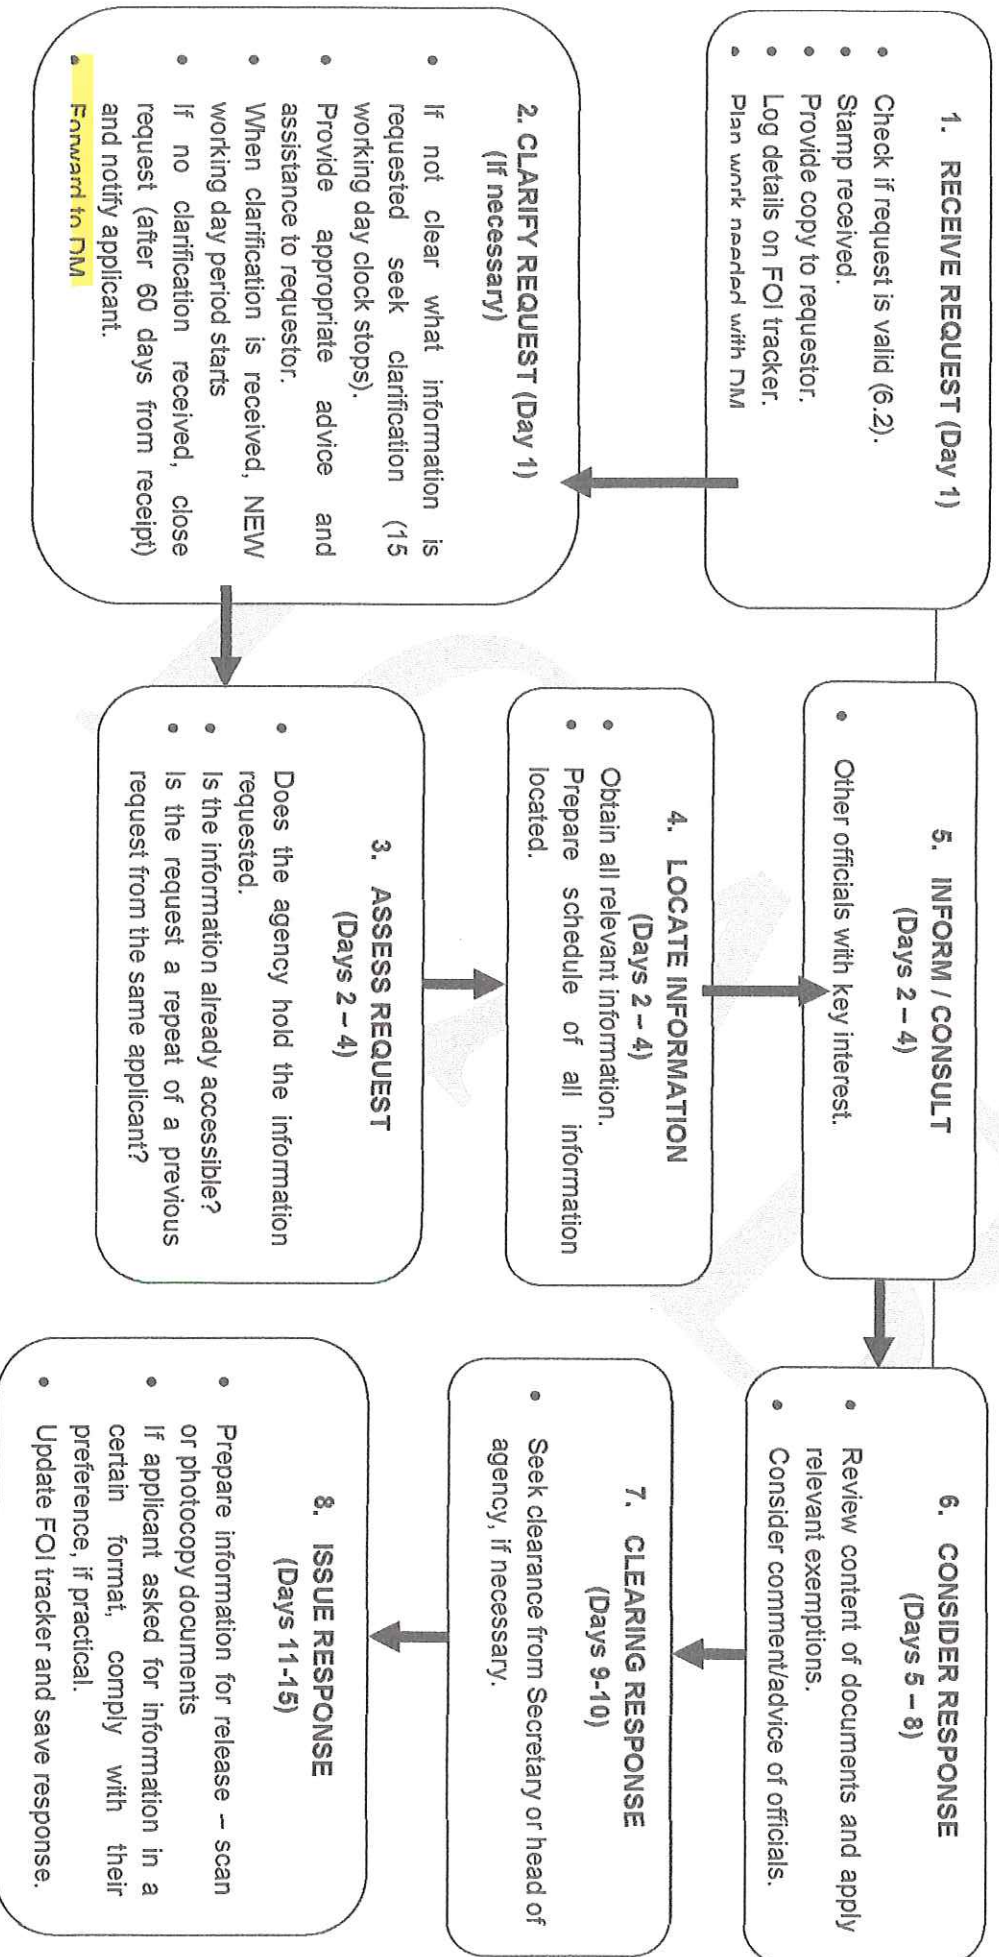 1. RECEIVE REQUEST (Day 1)
• Check if request is valid (6.2).
• Stamp received.
• Provide copy to requestor.
• Log details on FOI tracker.
• Plan work needed with DM
2. CLARIFY REQUEST (Day 1)
(If necessary)
• If not clear what information is
requested seek clarification (15
working day clock stops).
• Provide appropriate advice and
assistance to requestor.
• When clarification is received, NEW
working day period starts
• If no clarification received, close
request (after 60 days from receipt)
and notify applicant.
• Forward to DM
3. ASSESS REQUEST
(Days 2 – 4)
• Does the agency hold the information
requested.
• Is the information already accessible?
• Is the request a repeat of a previous
request from the same applicant?
4. LOCATE INFORMATION
(Days 2 – 4)
• Obtain all relevant information.
• Prepare schedule of all information
located.
5. INFORM / CONSULT
(Days 2 – 4)
• Other officials with key interest.
6. CONSIDER RESPONSE
(Days 5 – 8)
• Review content of documents and apply
relevant exemptions.
• Consider comment/advice of officials.
7. CLEARING RESPONSE
(Days 9-10)
• Seek clearance from Secretary or head of
agency, if necessary.
8. ISSUE RESPONSE
(Days 11-15)
• Prepare information for release – scan
or photocopy documents
• If applicant asked for information in a
certain format, comply with their
preference, if practical.
• Update FOI tracker and save response.